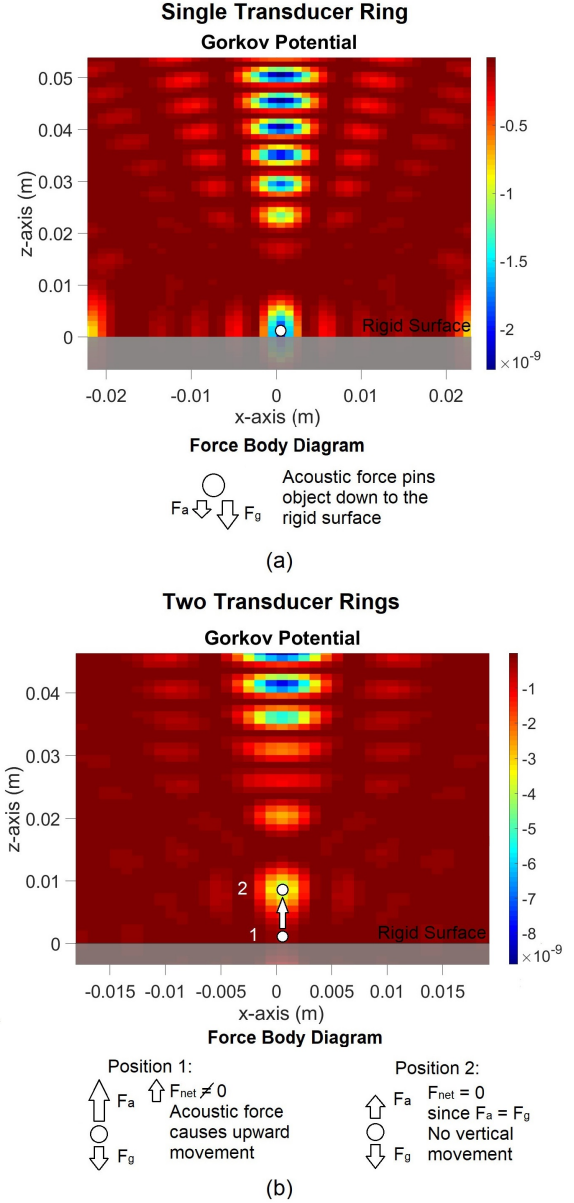 Single Transducer Ring
Gorkov Potential
0.05
0.04
0.03
0.02
0.01
0
z-axis (m)
Rigid Surface
-0.5
-1
-1.5
-2
×10⁻⁹
-0.02
-0.01
0
0.01
0.02
x-axis (m)
Force Body Diagram
Fₐ
F_g
Acoustic force pins
object down to the
rigid surface
(a)
Two Transducer Rings
Gorkov Potential
0.04
0.03
0.02
0.01
0
z-axis (m)
2
1
Rigid Surface
-1
-2
-3
-4
-5
-6
-7
-8
×10⁻⁹
-0.015
-0.01
-0.005
0
0.005
0.01
0.015
x-axis (m)
Force Body Diagram
Position 1:
Fₐ
F_g
F_net ≠ 0
Acoustic force
causes upward
movement
Position 2:
Fₐ
F_g
F_net = 0
since Fₐ = F_g
No vertical
movement
(b)